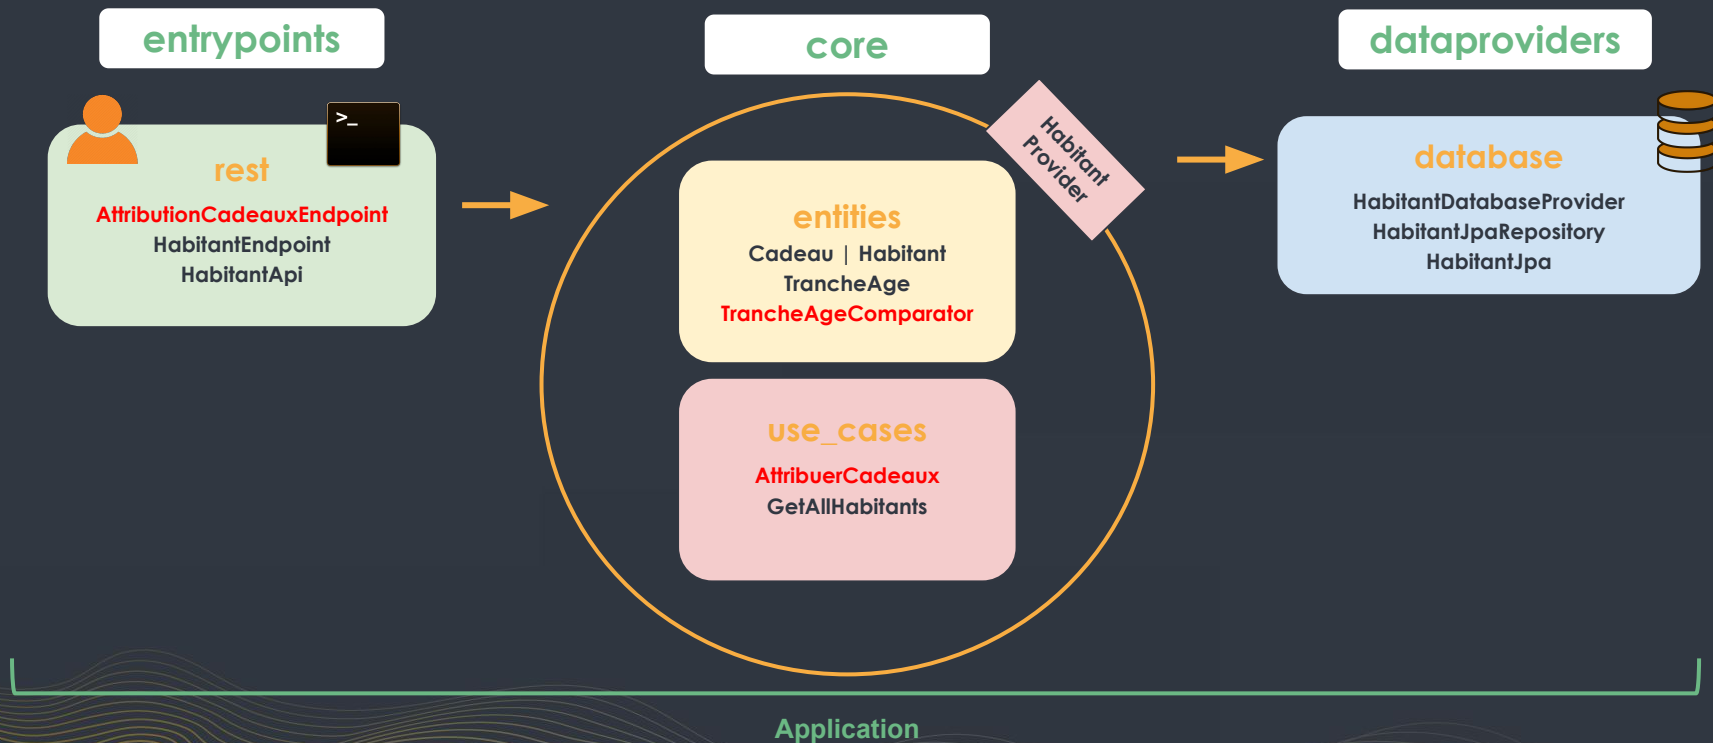 entrypoints
core
dataproviders
>_
rest
AttributionCadeauxEndpoint
HabitantEndpoint
HabitantApi
entities
Cadeau | Habitant
TrancheAge
TrancheAgeComparator
use_cases
AttribuerCadeaux
GetAllHabitants
Habitant
Provider
database
HabitantDatabaseProvider
HabitantJpaRepository
HabitantJpa
Application